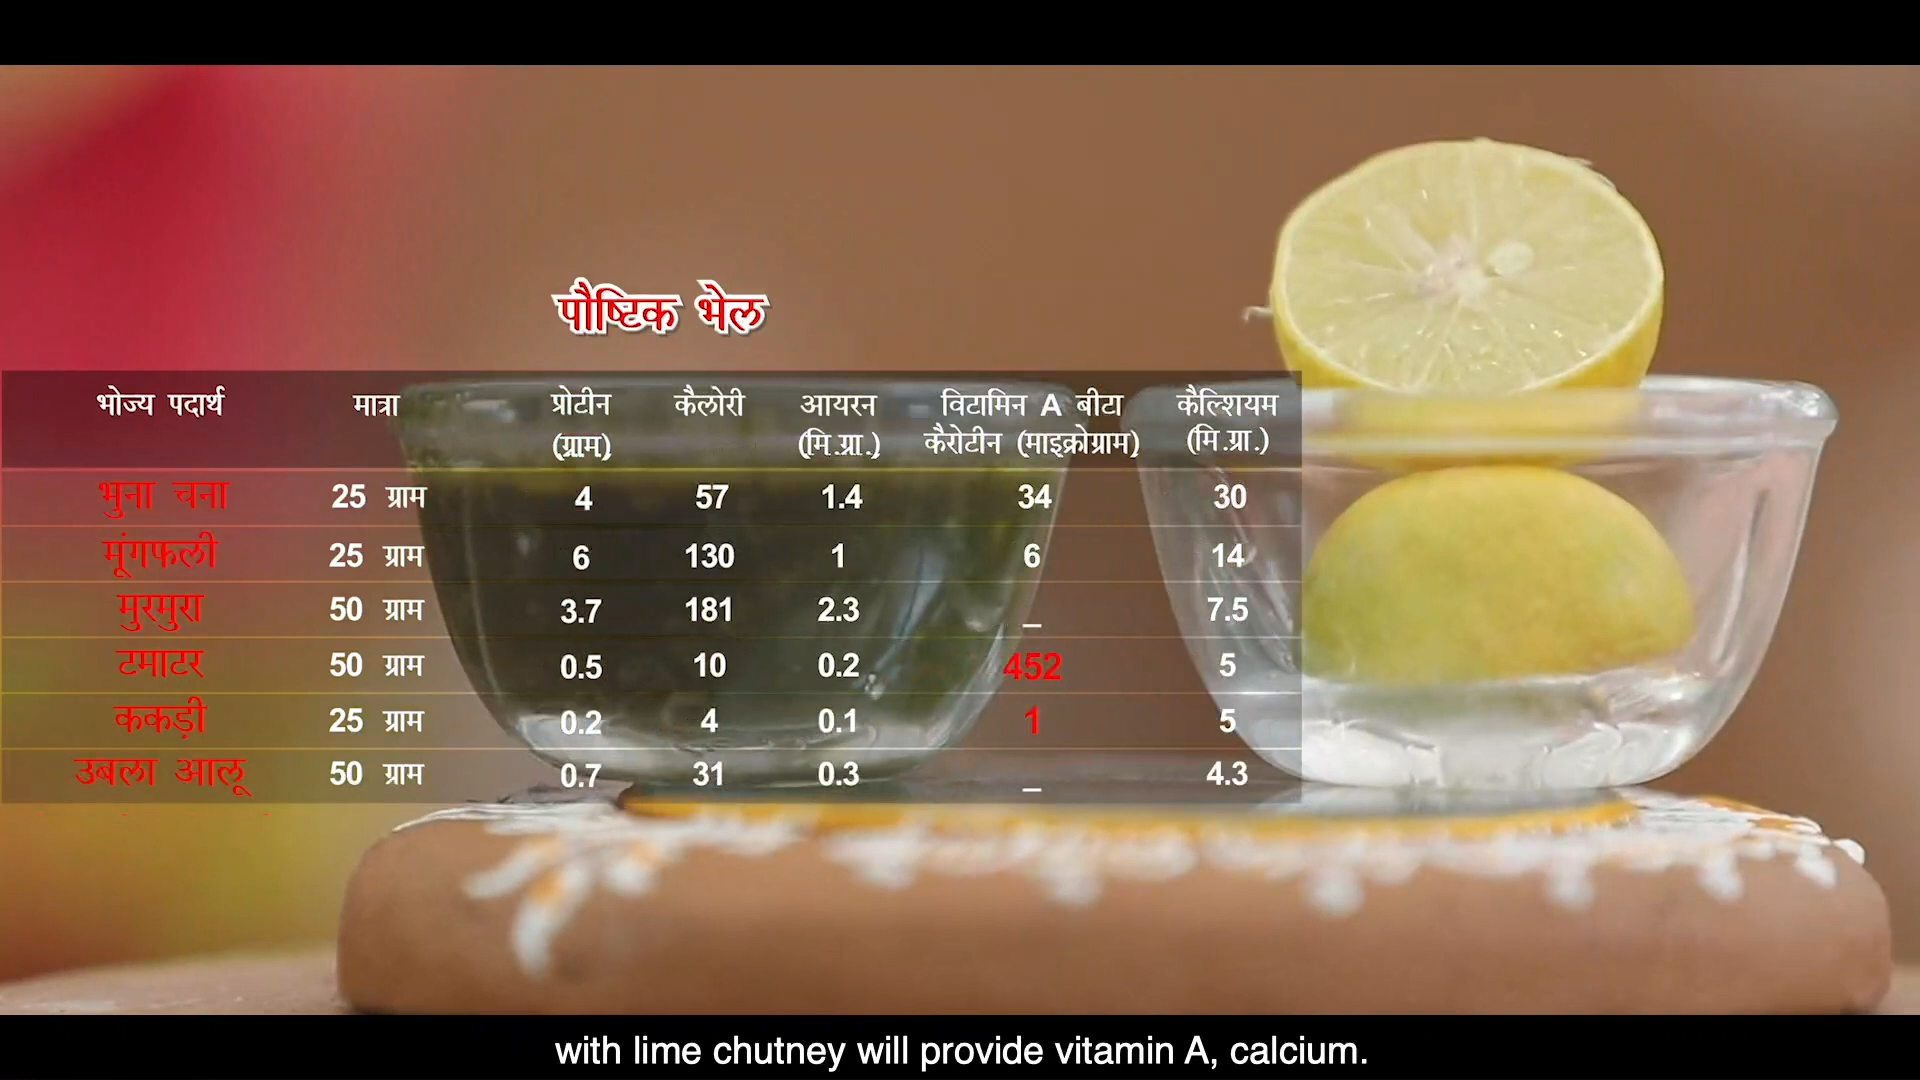 पौष्टिक भेल
भोज्य पदार्थ मात्रा प्रोटीन (ग्राम) कैलोरी आयरन (मि.ग्रा.) विटामिन A बीटा कैरोटीन (माइक्रोग्राम) कैल्शियम (मि.ग्रा.)
भुना चना 25 ग्राम 4 57 1.4 34 30
मूंगफली 25 ग्राम 6 130 1 6 14
मुरमुरा 50 ग्राम 3.7 181 2.3 _ 7.5
टमाटर 50 ग्राम 0.5 10 0.2 452 5
ककड़ी 25 ग्राम 0.2 4 0.1 1 5
उबला आलू 50 ग्राम 0.7 31 0.3 _ 4.3
with lime chutney will provide vitamin A, calcium.